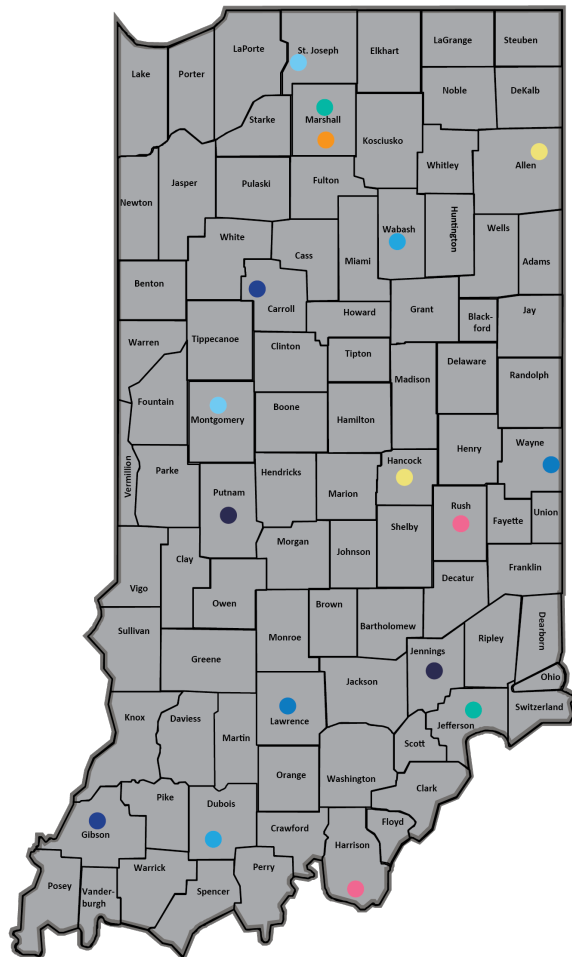 St. Joseph
Elkhart
LaGrange
Steuben
LaPorte
Lake
Porter
Noble
DeKalb
Starke
Marshall
Kosciusko
Whitley
Allen
Newton
Jasper
Pulaski
Fulton
Wabash
Huntington
Wells
White
Cass
Miami
Adams
Benton
Carroll
Howard
Grant
Black-
ford
Jay
Warren
Tippecanoe
Clinton
Tipton
Madison
Delaware
Randolph
Fountain
Montgomery
Boone
Hamilton
Henry
Wayne
Vermillion
Parke
Hendricks
Hancock
Putnam
Marion
Rush
Fayette
Union
Shelby
Morgan
Johnson
Clay
Franklin
Vigo
Owen
Decatur
Brown
Bartholomew
Sullivan
Monroe
Ripley
Dearborn
Greene
Jennings
Jackson
Ohio
Knox
Daviess
Lawrence
Jefferson
Switzerland
Martin
Scott
Orange
Washington
Clark
Pike
Dubois
Gibson
Crawford
Floyd
Harrison
Posey
Warrick
Perry
Vander-
burgh
Spencer